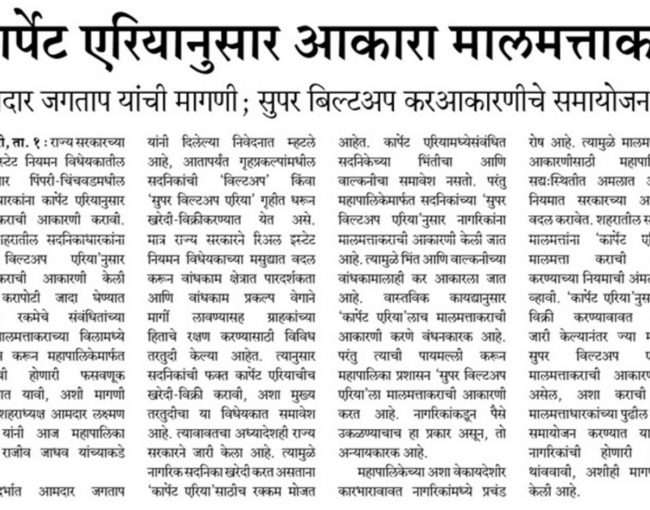 र्पेट एरियानुसार आकारा मालमत्ताक
दार जगताप यांची मागणी; सुपर बिल्टअप करआकारणीचे समायोजन
री, ता. १ : राज्य सरकारच्या
स्टेट नियमन विधेयकातील
ार पिंपरी-चिंचवडमधील
धारकांना कार्पेट एरियानुसार
कराची आकारणी करावी.
शहरातील सदनिकाधारकांना
विल्टअप एरिया'नुसार
कराची आकारणी केली
करापोटी जादा घेण्यात
रकमेचे संबंधितांच्या
मालमत्ताकराच्या विलामध्ये
स करून महापालिकेमार्फत
वी होणारी फसवणूक
त यावी, अशी मागणी
शहराध्यक्ष आमदार लक्ष्मण
यांनी आज महापालिका
राजीव जाधव यांच्याकडे
दर्भात आमदार जगताप
यांनी दिलेल्या निवेदनात म्हटले
आहे, आतापर्यंत गृहप्रकल्पांमधील
सदनिकांची 'विल्टअप' किंवा
'सुपर विल्टअप एरिया' गृहीत धरून
खरेदी-विक्रीकरण्यात येत असे.
मात्र राज्य सरकारने रिअल इस्टेट
नियमन विधेयकाच्या मसुद्यात वदल
करून वांधकाम क्षेत्रात पारदर्शकता
आणि वांधकाम प्रकल्प वेगाने
मार्गी लावण्यासह ग्राहकांच्या
हिताचे रक्षण करण्यासाठी विविध
तरतुदी केल्या आहेत. त्यानुसार
सदनिकांची फक्त कार्पेट एरियाचीच
खरेदी-विक्री करावी, अशा मुख्य
तरतुदीचा या विधेयकात समावेश
आहे. त्यावावतचा अध्यादेशही राज्य
सरकारने जारी केला आहे. त्यामुळे
नागरिक सदनिका खरेदी करत असताना
'कार्पेट एरिया'साठीच रक्कम मोजत
आहेत. कार्पेट एरियामध्येसंवंधित
सदनिकेच्या भिंतीचा आणि
वाल्कनीचा समावेश नसतो. परंतु
महापालिकेमार्फत सदनिकांच्या 'सुपर
विल्टअप एरिया'नुसार नागरिकांना
मालमत्ताकराची आकारणी केली जात
आहे. त्यामुळे भिंत आणि वाल्कनीच्या
वांधकामालाही कर आकारला जात
आहे. वास्तविक कायद्यानुसार
'कार्पेट एरिया'लाच मालमत्ताकराची
आकारणी करणे वंधनकारक आहे.
परंतु त्याची पायमल्ली करून
महापालिका प्रशासन 'सुपर विल्टअप
एरिया'ला मालमत्ताकराची आकारणी
करत आहे. नागरिकांकडून पैसे
उकळण्याचाच हा प्रकार असून, तो
अन्यायकारक आहे.
महापालिकेच्या अशा वेकायदेशीर
कारभारावावत नागरिकांमध्ये प्रचंड
रोष आहे. त्यामुळे मालम
आकारणीसाठी महापालि
सद्यःस्थितीत अमलात अ
नियमात सरकारच्या अ
वदल करावेत. शहरातील स
मालमत्तांना 'कार्पेट ए
मालमत्ता कराची
करण्याच्या नियमाची अंमल
व्हावी. 'कार्पेट एरिया'नुस
विक्री करण्यावावत
जारी केल्यानंतर ज्या म
सुपर विल्टअप ए
मालमत्ताकराची आकारणी
असेल, अशा कराची
मालमत्ताधारकांच्या पुढील
समायोजन करण्यात या
नागरिकांची होणारी
थांववावी, अशीही मागण
केली आहे.